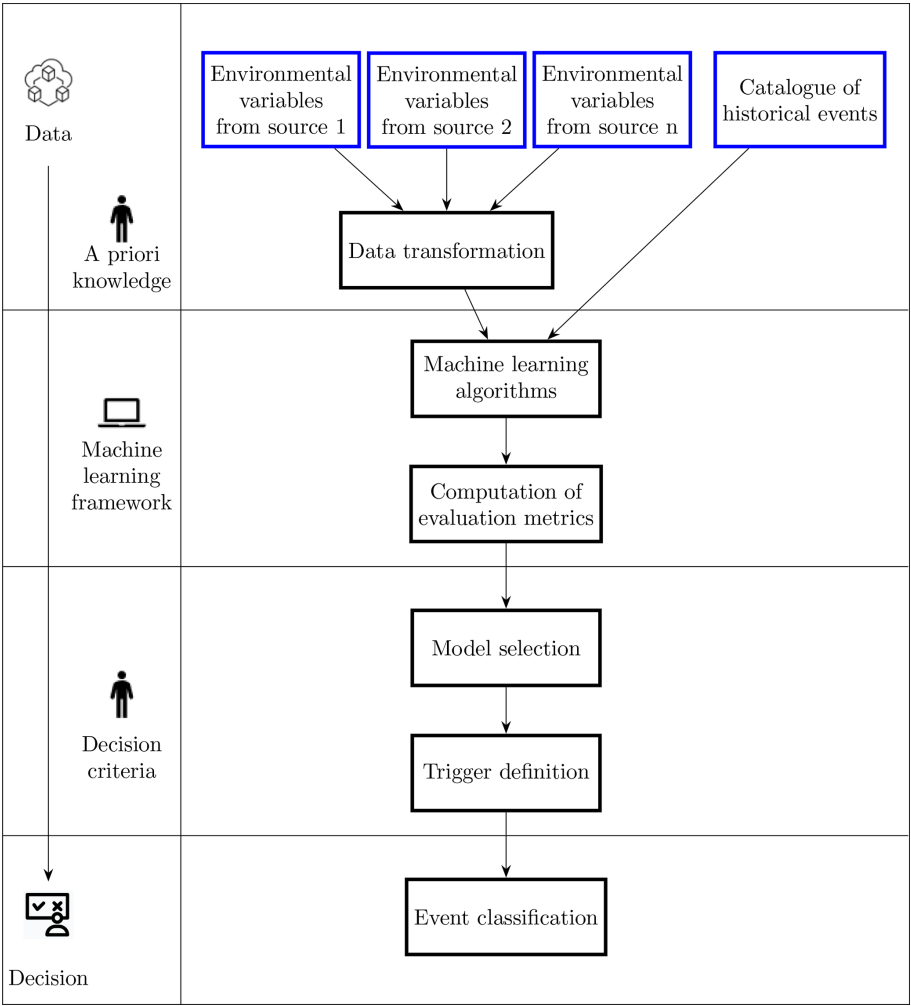 Data
A priori
knowledge
Environmental
variables
from source 1
Environmental
variables
from source 2
Environmental
variables
from source n
Catalogue of
historical events
Data transformation
Machine
learning
framework
Machine learning
algorithms
Computation of
evaluation metrics
Decision
criteria
Model selection
Trigger definition
Decision
Event classification